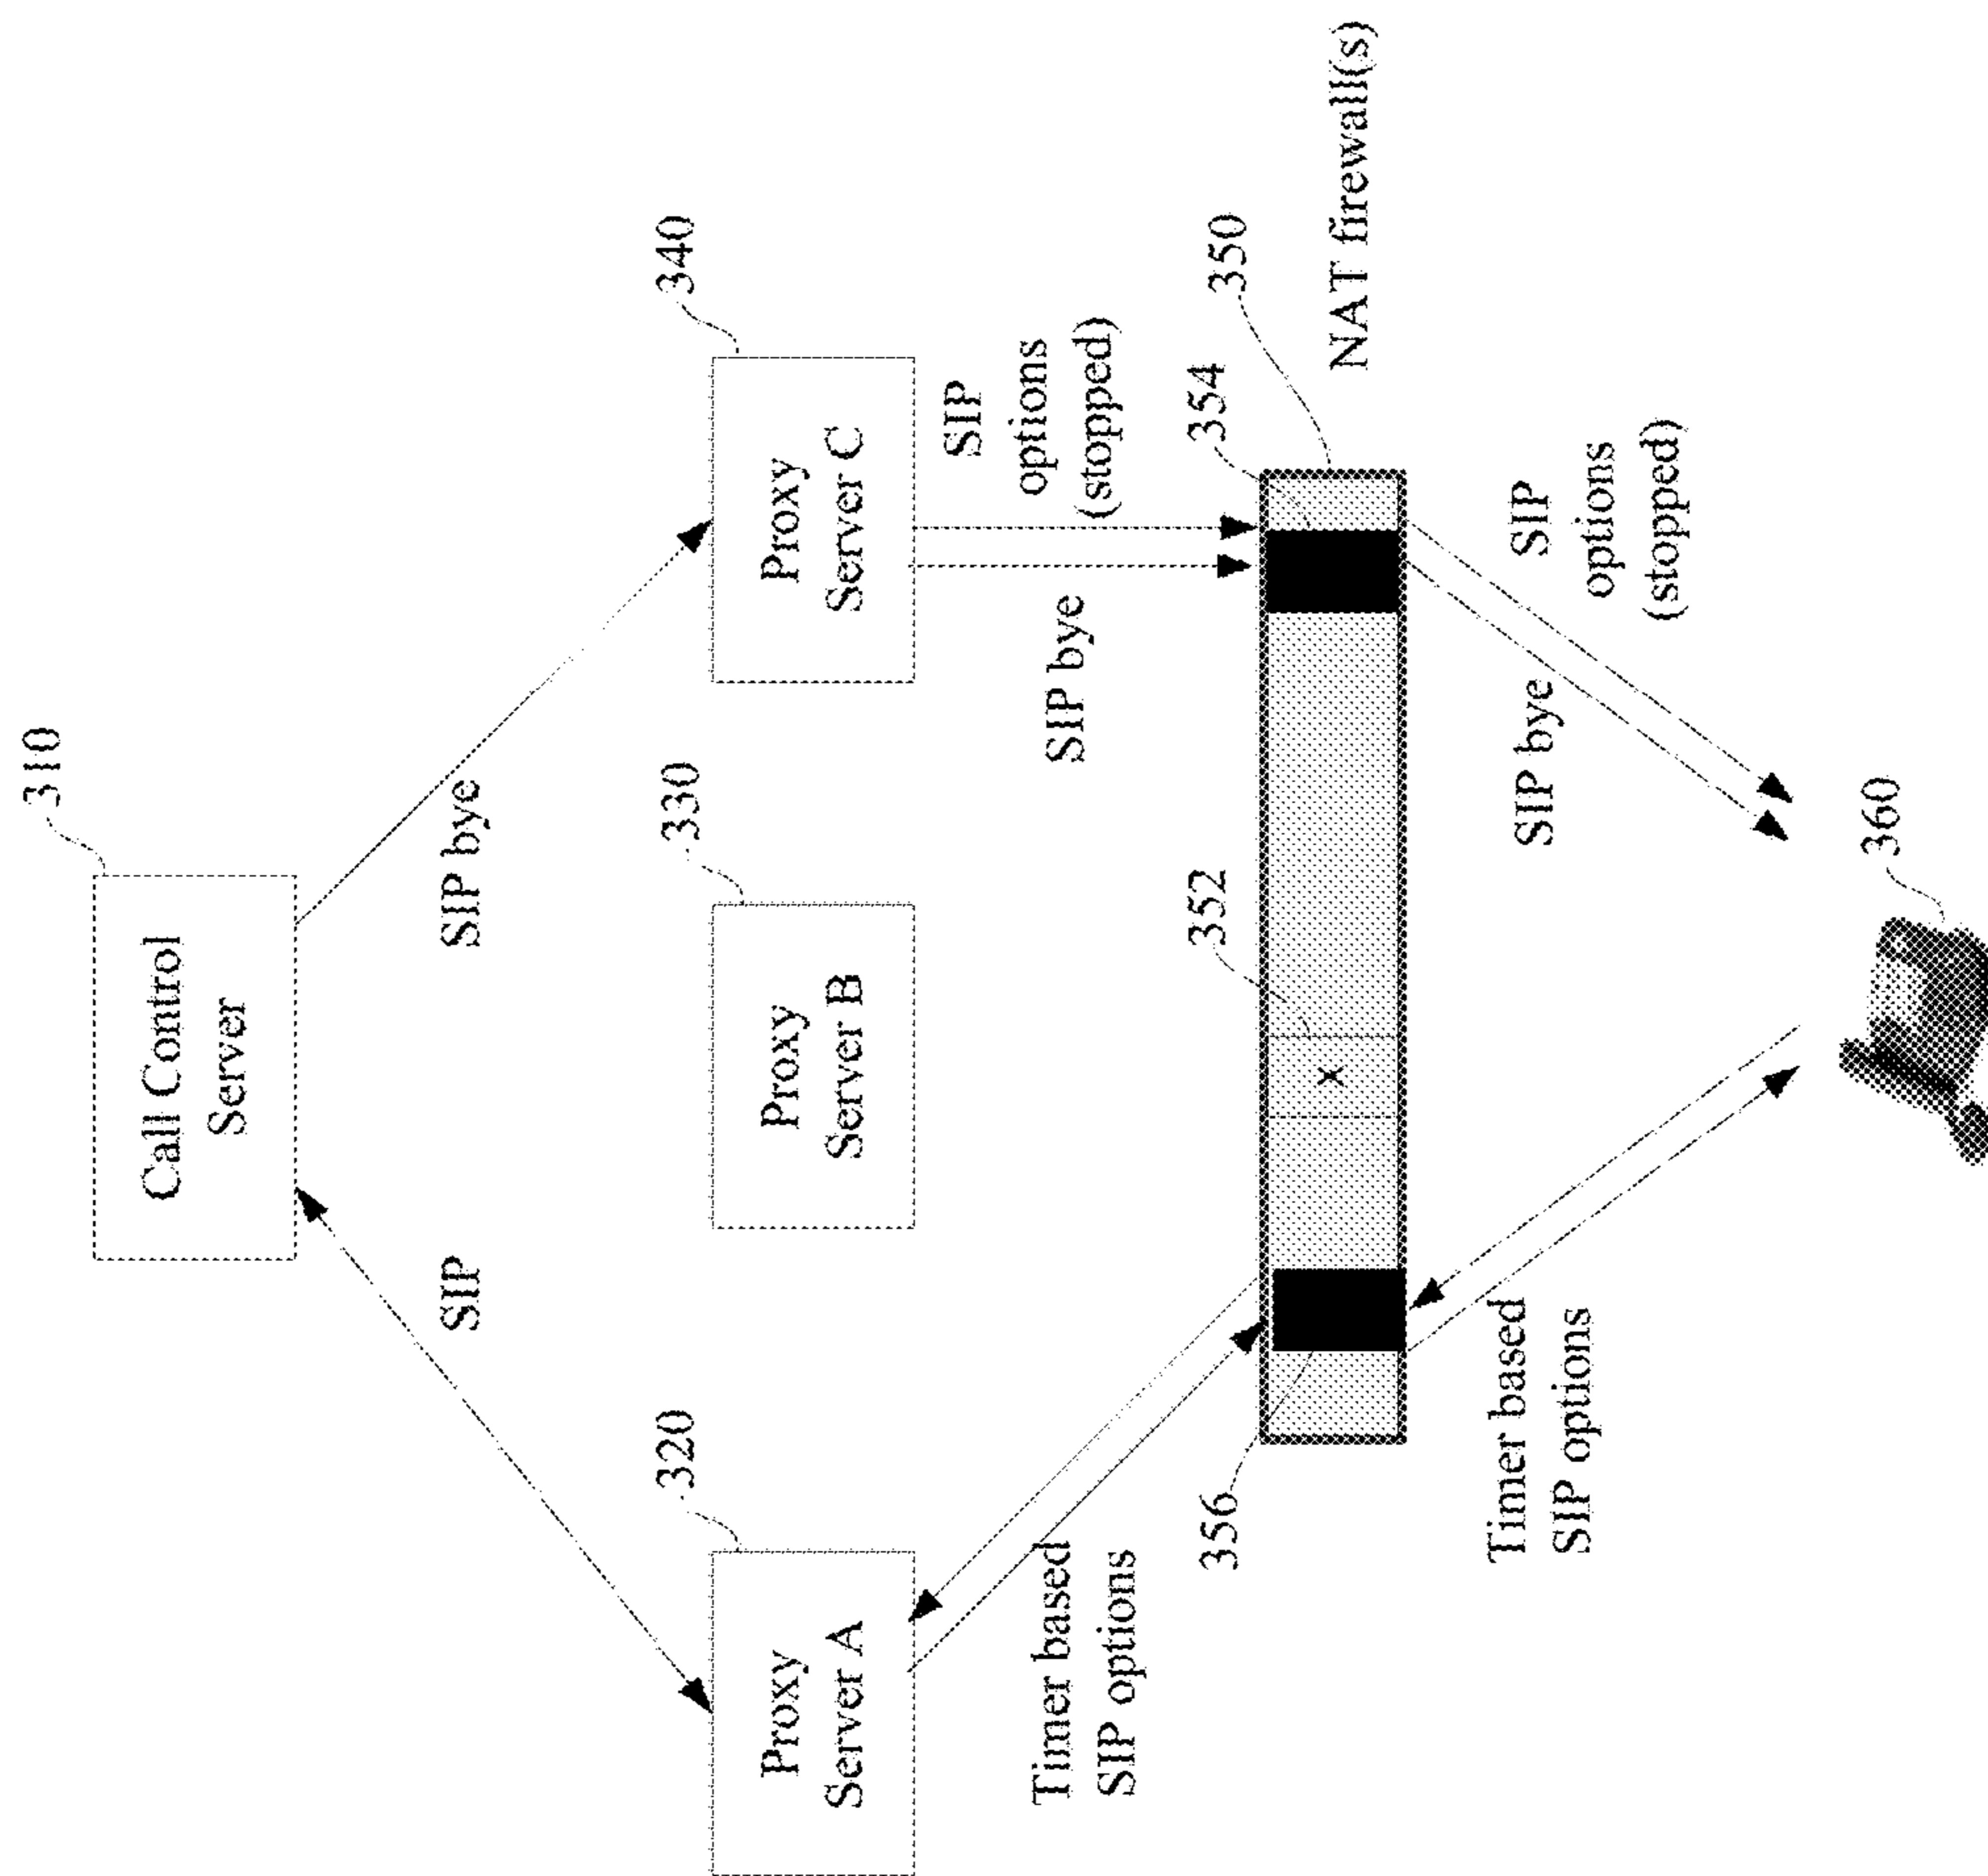 310
Call Control
Server
SIP
SIP bye
320
330
340
Proxy
Server A
Proxy
Server B
Proxy
Server C
Timer based
SIP options
SIP bye
SIP
options
(stopped)
356
352
354
350
NAT firewall(s)
x
Timer based
SIP options
SIP bye
SIP
options
(stopped)
360